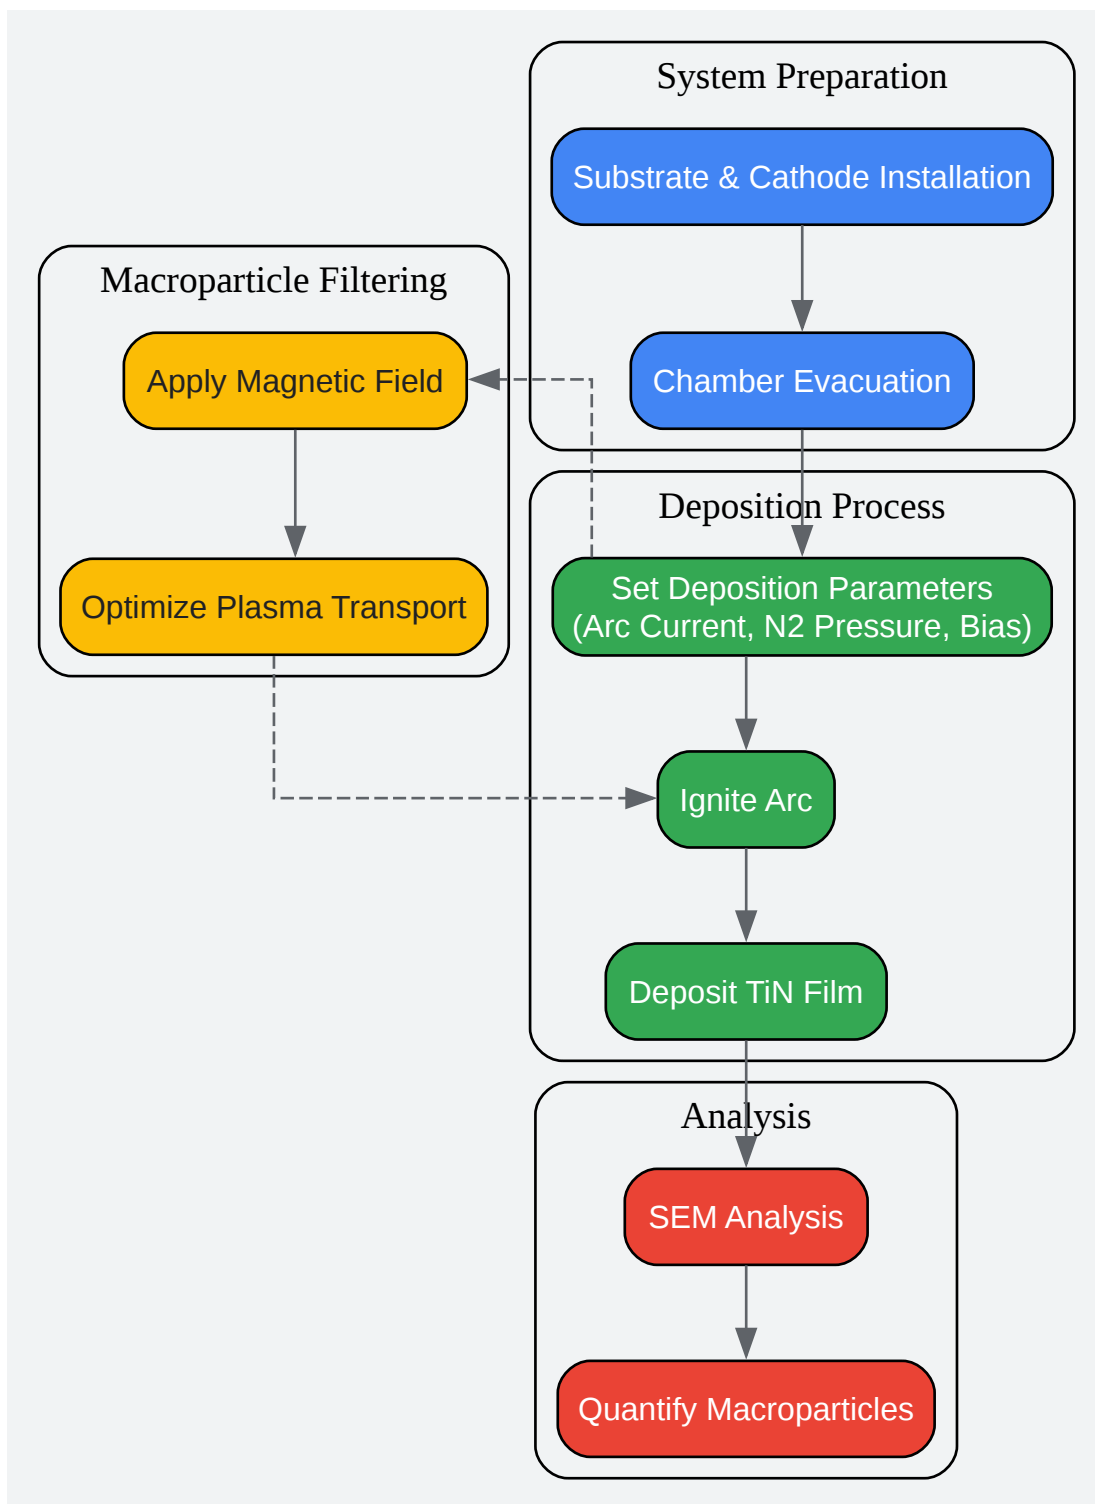 System Preparation
Substrate & Cathode Installation
Chamber Evacuation
Macroparticle Filtering
Apply Magnetic Field
Optimize Plasma Transport
Deposition Process
Set Deposition Parameters
(Arc Current, N2 Pressure, Bias)
Ignite Arc
Deposit TiN Film
Analysis
SEM Analysis
Quantify Macroparticles